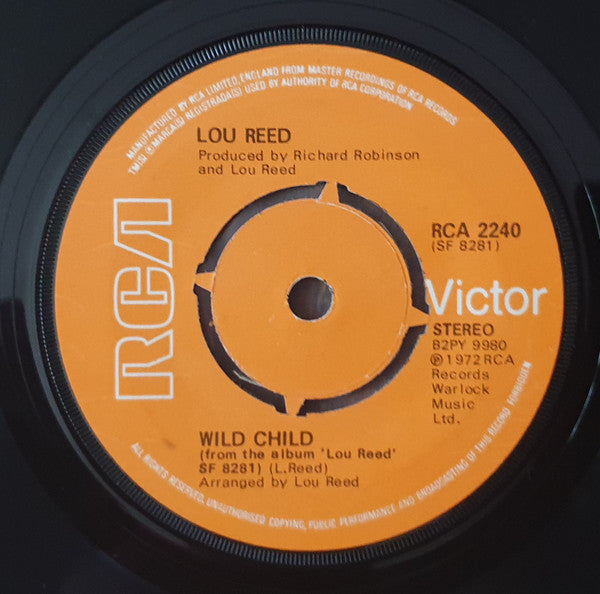 MANUFACTURED BY RCA LIMITED, ENGLAND FROM MASTER RECORDINGS OF RCA RECORDS
TM(S) ® MARCA(S) REGISTRADA(S) USED BY AUTHORITY OF RCA CORPORATION
LOU REED
Produced by Richard Robinson
and Lou Reed
RCA 2240
(SF 8281)
RCA
Victor
STEREO
82PY 9980
℗1972 RCA
Records
Warlock
Music
Ltd.
WILD CHILD
(from the album 'Lou Reed'
SF 8281) (L.Reed)
Arranged by Lou Reed
ALL RIGHTS RESERVED, UNAUTHORISED COPYING, PUBLIC PERFORMANCE AND BROADCASTING OF THIS RECORD FORBIDDEN